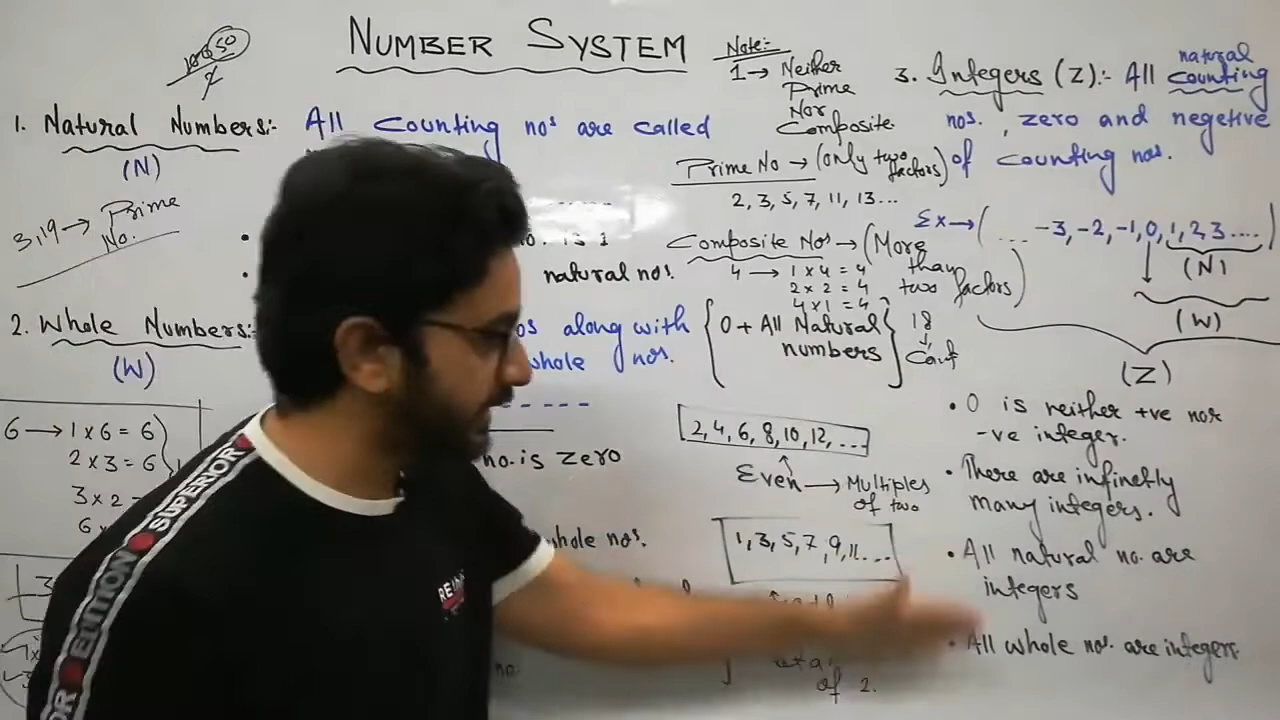 NUMBER SYSTEM
50
1. Natural Numbers:- All counting nos are called
(N)
3,19 → Prime
No.
is 1
natural nos.
2. Whole Numbers:- along with
(W) whole nos.
6 → 1 x 6 = 6
2 x 3 = 6
3 x 2
6
no. is zero
whole nos.
no.
Note:-
1 → Neither
Prime
Nor
Composite
Prime No → (only two
factors)
2, 3, 5, 7, 11, 13...
Composite Nos → (More
than
two factors)
4 → 1 x 4 = 4
2 x 2 = 4
4 x 1 = 4
{0 + All Natural
numbers}
18
2, 4, 6, 8, 10, 12, ...
Even → Multiples
of two
1, 3, 5, 7, 9, 11...
of 2.
3. Integers (Z):- All natural
counting
nos. , zero and negetive
of counting nos.
Ex → ( ... -3, -2, -1, 0, 1, 2, 3 .... )
(N)
(W)
(Z)
• 0 is neither +ve nor
-ve integer.
• There are infinetly
many integers.
• All natural no. are
integers
• All whole no. are integers.
SUPERIOR
ELITION